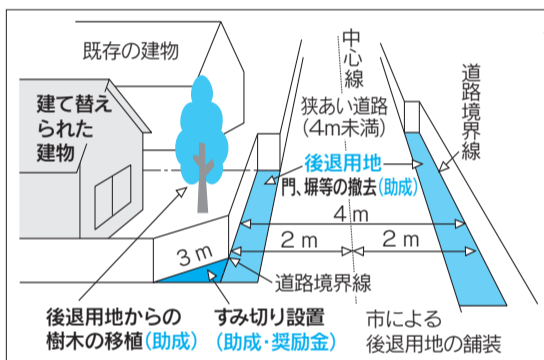 既存の建物
建て替え
られた
建物
中心線
狭あい道路
(4m未満)
道路境界線
後退用地
門、塀等の撤去(助成)
4m
2m
2m
3m
道路境界線
後退用地からの
樹木の移植(助成)
すみ切り設置
(助成・奨励金)
市による
後退用地の舗装